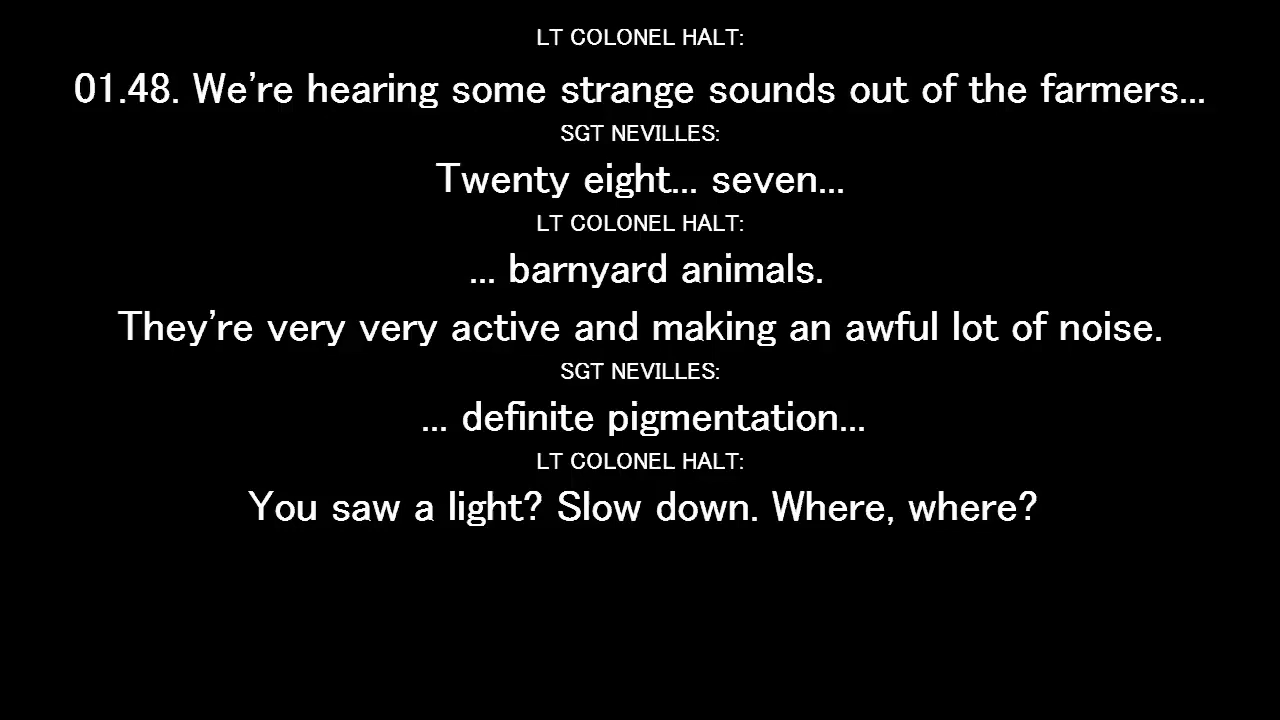 LT COLONEL HALT:
01.48. We’re hearing some strange sounds out of the farmers...
SGT NEVILLES:
Twenty eight... seven...
LT COLONEL HALT:
... barnyard animals.
They’re very very active and making an awful lot of noise.
SGT NEVILLES:
... definite pigmentation...
LT COLONEL HALT:
You saw a light? Slow down. Where, where?